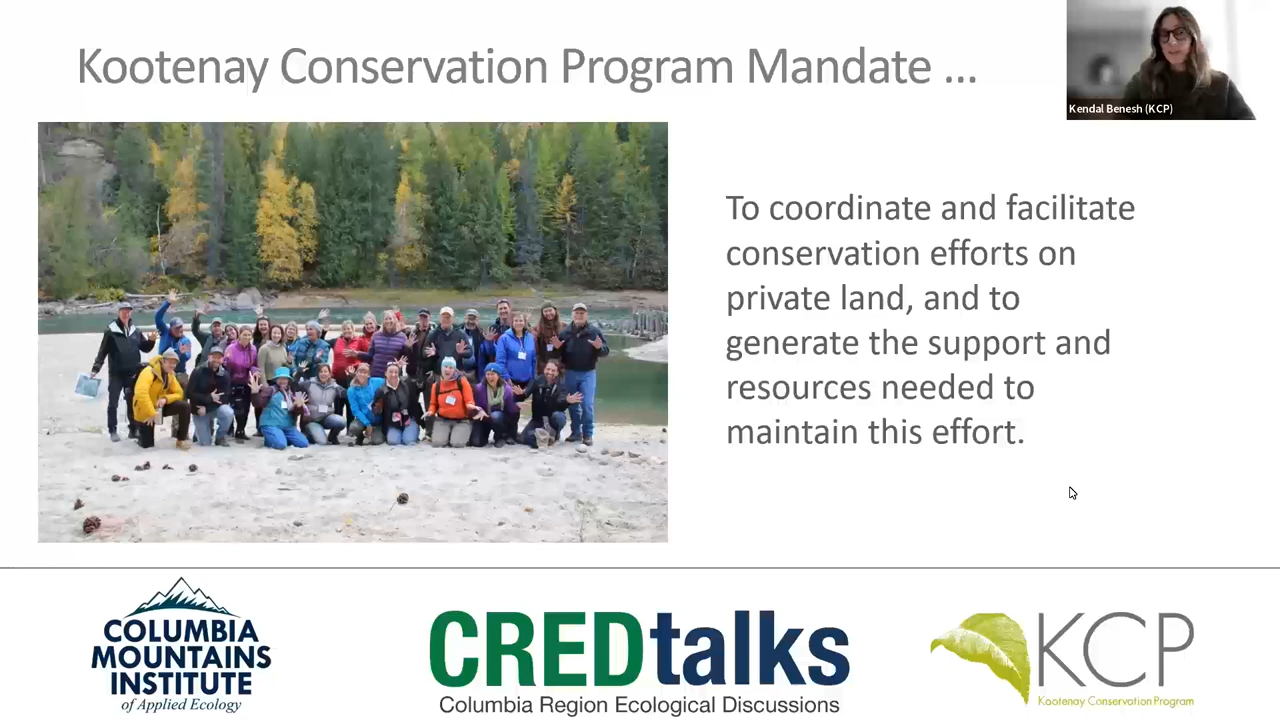 Kootenay Conservation Program Mandate ...
Kendal Benesh (KCP)
To coordinate and facilitate
conservation efforts on
private land, and to
generate the support and
resources needed to
maintain this effort.
COLUMBIA
MOUNTAINS
INSTITUTE
of Applied Ecology
CREDtalks
Columbia Region Ecological Discussions
KCP
Kootenay Conservation Program